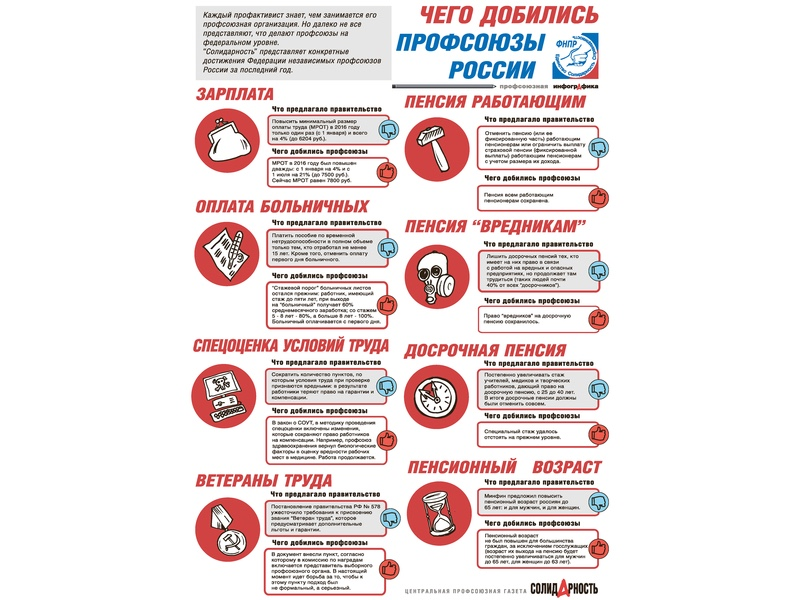 Каждый профактивист знает, чем занимается его
профсоюзная организация. Но далеко не все
представляют, что делают профсоюзы на
федеральном уровне.
"Солидарность" представляет конкретные
достижения Федерации независимых профсоюзов
России за последний год.
ЧЕГО ДОБИЛИСЬ
ПРОФСОЮЗЫ
РОССИИ
ФНПР
профсоюзная инфогрАфика
ЗАРПЛАТА
Что предлагало правительство
Повысить минимальный размер
оплаты труда (МРОТ) в 2016 году
только один раз (с 1 января) и всего
на 4% (до 6204 руб.).
Чего добились профсоюзы
МРОТ в 2016 году был повышен
дважды: с 1 января на 4% и с
1 июля на 21% (до 7500 руб.).
Сейчас МРОТ равен 7800 руб.
ОПЛАТА БОЛЬНИЧНЫХ
Что предлагало правительство
Платить пособие по временной
нетрудоспособности в полном объеме
только тем, кто отработал не менее
15 лет. Кроме того, отменить оплату
первого дня больничного.
Чего добились профсоюзы
"Стажевой порог" больничных листов
остался прежним: работник, имеющий
стаж до пяти лет, при выходе
на "больничный" получает 60%
среднемесячного заработка; со стажем
5 - 8 лет - 80%, а больше 8 лет - 100%.
Больничный оплачивается с первого дня.
СПЕЦОЦЕНКА УСЛОВИЙ ТРУДА
Что предлагало правительство
Сократить количество пунктов, по
которым условия труда при проверке
признаются вредными: в результате
работники теряют право на гарантии и
компенсации.
Чего добились профсоюзы
В закон о СОУТ, в методику проведения
спецоценки включены изменения,
которые сохраняют право работников
на компенсации. Например, профсоюз
здравоохранения вернул биологические
факторы в оценку вредности рабочих
мест в медицине. Работа продолжается.
ВЕТЕРАНЫ ТРУДА
Что предлагало правительство
Постановление правительства РФ № 578
ужесточило требования к присвоению
звания "Ветеран труда", которое
предусматривает дополнительные
льготы и гарантии.
Чего добились профсоюзы
В документ внесли пункт, согласно
которому в комиссию по наградам
включается представитель выборного
профсоюзного органа. В настоящий
момент идет борьба за то, чтобы к
этому пункту подход был
не формальный, а серьезный.
ПЕНСИЯ РАБОТАЮЩИМ
Что предлагало правительство
Отменить пенсию (или ее
фиксированную часть) работающим
пенсионерам или ограничить выплату
страховой пенсии (фиксированной
выплаты) работающим пенсионерам
с учетом размера их дохода.
Чего добились профсоюзы
Пенсия всем работающим
пенсионерам сохранена.
ПЕНСИЯ "ВРЕДНИКАМ"
Что предлагало правительство
Лишить досрочных пенсий тех, кто
имеет на них право в связи
с работой на вредных и опасных
предприятиях, но продолжает там
трудиться (таких людей почти
40% от всех "досрочников").
Чего добились профсоюзы
Право "вредников" на досрочную
пенсию сохранилось.
ДОСРОЧНАЯ ПЕНСИЯ
Что предлагало правительство
Постепенно увеличивать стаж
учителей, медиков и творческих
работников, дающий право на
досрочную пенсию, с 25 до 40 лет.
В итоге досрочные пенсии должны
были отменить совсем.
Чего добились профсоюзы
Специальный стаж удалось
отстоять на прежнем уровне.
ПЕНСИОННЫЙ ВОЗРАСТ
Что предлагало правительство
Минфин предложил повысить
пенсионный возраст россиян до
65 лет: и для мужчин, и для женщин.
Чего добились профсоюзы
Пенсионный возраст
не был повышен для большинства
граждан, за исключением госслужащих
(возраст их выхода на пенсию будет
постепенно увеличиваться для мужчин
до 65 лет, для женщин до 63 лет).
ЦЕНТРАЛЬНАЯ ПРОФСОЮЗНАЯ ГАЗЕТА СОЛИДАРНОСТЬ